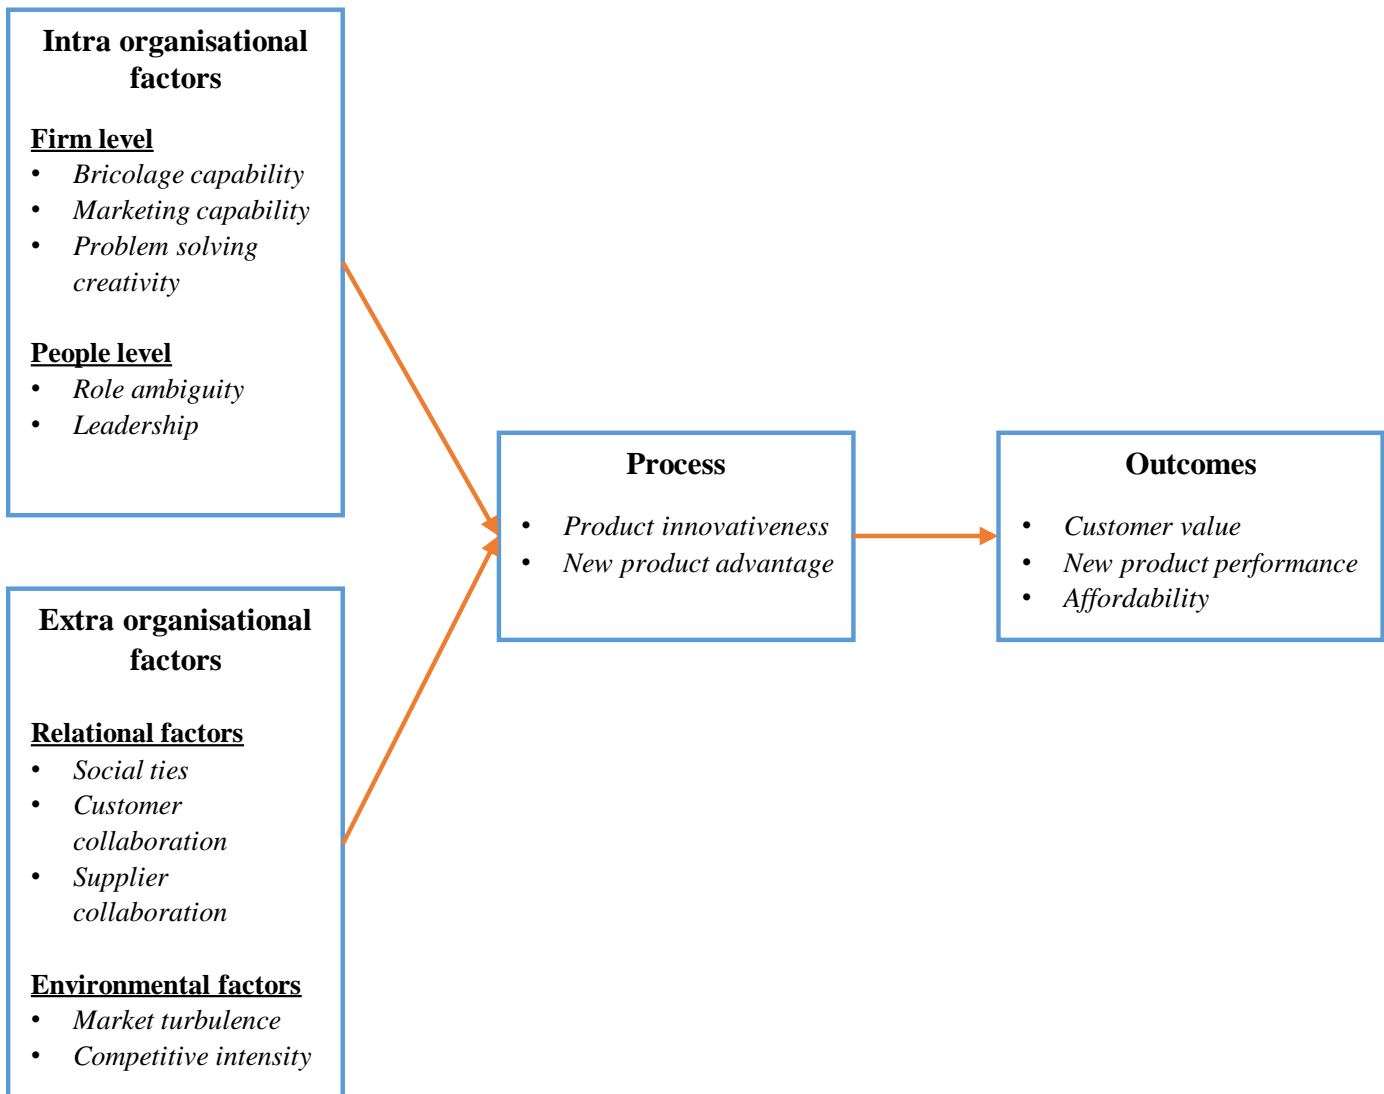 Intra organisational
factors
Firm level
• Bricolage capability
• Marketing capability
• Problem solving
creativity
People level
• Role ambiguity
• Leadership
Extra organisational
factors
Relational factors
• Social ties
• Customer
collaboration
• Supplier
collaboration
Environmental factors
• Market turbulence
• Competitive intensity
Process
• Product innovativeness
• New product advantage
Outcomes
• Customer value
• New product performance
• Affordability